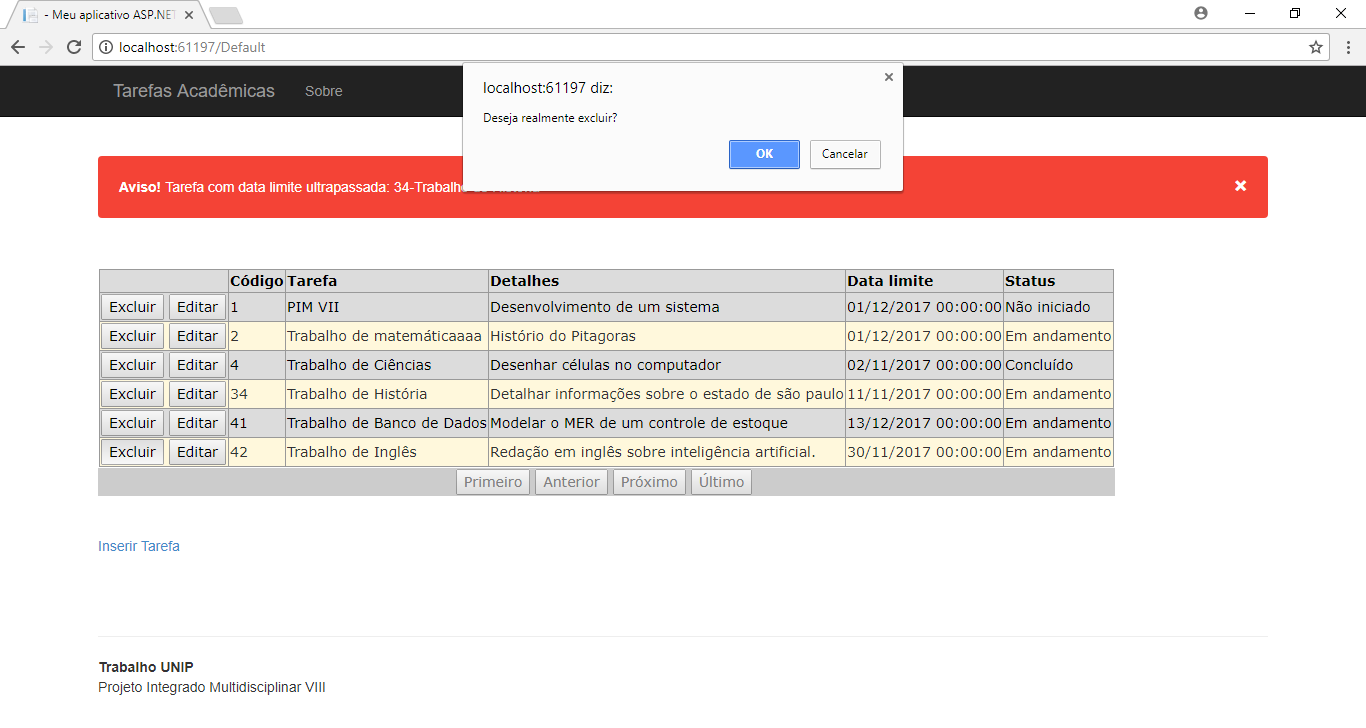 - Meu aplicativo ASP.NET
localhost:61197/Default
Tarefas Acadêmicas Sobre
localhost:61197 diz:
Deseja realmente excluir?
OK Cancelar
Aviso! Tarefa com data limite ultrapassada: 34-Trabalho
Código Tarefa Detalhes Data limite Status
Excluir Editar 1 PIM VII Desenvolvimento de um sistema 01/12/2017 00:00:00 Não iniciado
Excluir Editar 2 Trabalho de matemáticaaaa Histório do Pitagoras 01/12/2017 00:00:00 Em andamento
Excluir Editar 4 Trabalho de Ciências Desenhar células no computador 02/11/2017 00:00:00 Concluído
Excluir Editar 34 Trabalho de História Detalhar informações sobre o estado de são paulo 11/11/2017 00:00:00 Em andamento
Excluir Editar 41 Trabalho de Banco de Dados Modelar o MER de um controle de estoque 13/12/2017 00:00:00 Em andamento
Excluir Editar 42 Trabalho de Inglês Redação em inglês sobre inteligência artificial. 30/11/2017 00:00:00 Em andamento
Primeiro Anterior Próximo Último
Inserir Tarefa
Trabalho UNIP
Projeto Integrado Multidisciplinar VIII